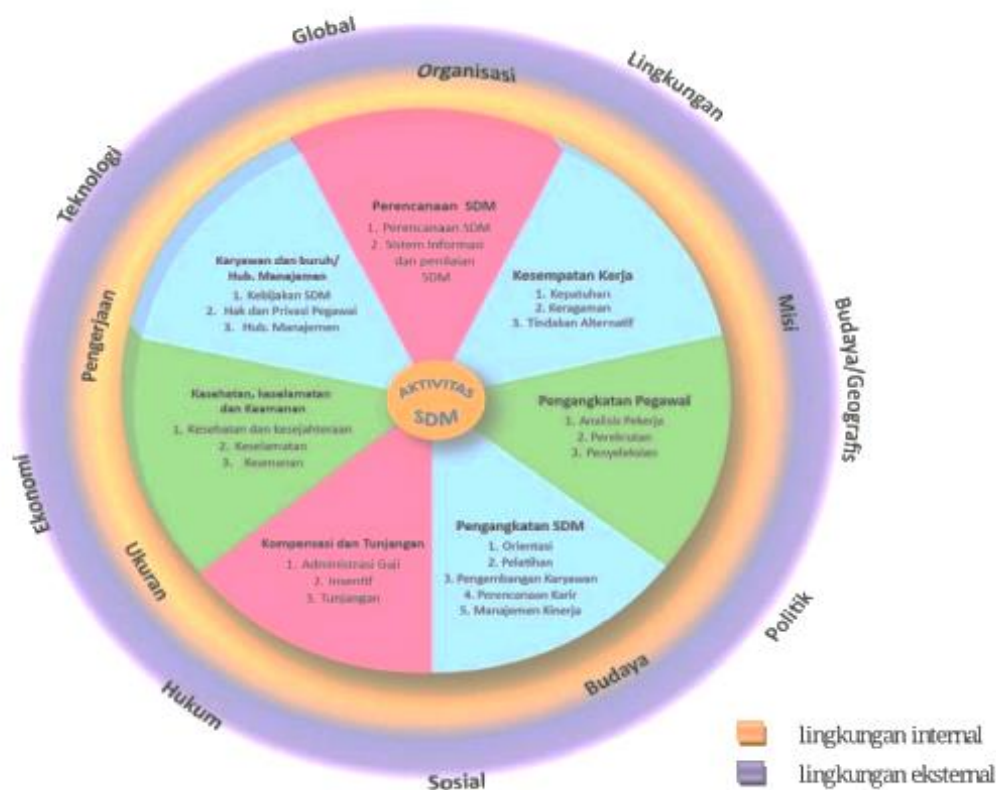 Global
Organisasi
Lingkungan
Teknologi
Perencanaan SDM
1. Perencanaan SDM
2. Sistem Informasi
dan penilaian
SDM
Karyawan dan buruh/
Hub. Manajemen
1. Kebijakan SDM
2. Hak dan Privasi Pegawai
3. Hub. Manajemen
Kesempatan Kerja
1. Kepatuhan
2. Keragaman
3. Tindakan Alternatif
Misi
Budaya/Geografis
Pengerjaan
AKTIVITAS
SDM
Kesehatan, keselamatan
dan Keamanan
1. Kesehatan dan kesejahteraan
2. Keselamatan
3. Keamanan
Pengangkatan Pegawai
1. Analisis Pekerja
2. Perekrutan
3. Penyeleksian
Ekonomi
Ukuran
Kompensasi dan Tunjangan
1. Administrasi Gaji
2. Insentif
3. Tunjangan
Pengangkatan SDM
1. Orientasi
2. Pelatihan
3. Pengembangan Karyawan
4. Perencanaan Karir
5. Manajemen Kinerja
Politik
Budaya
Hukum
Sosial
lingkungan internal
lingkungan eksternal